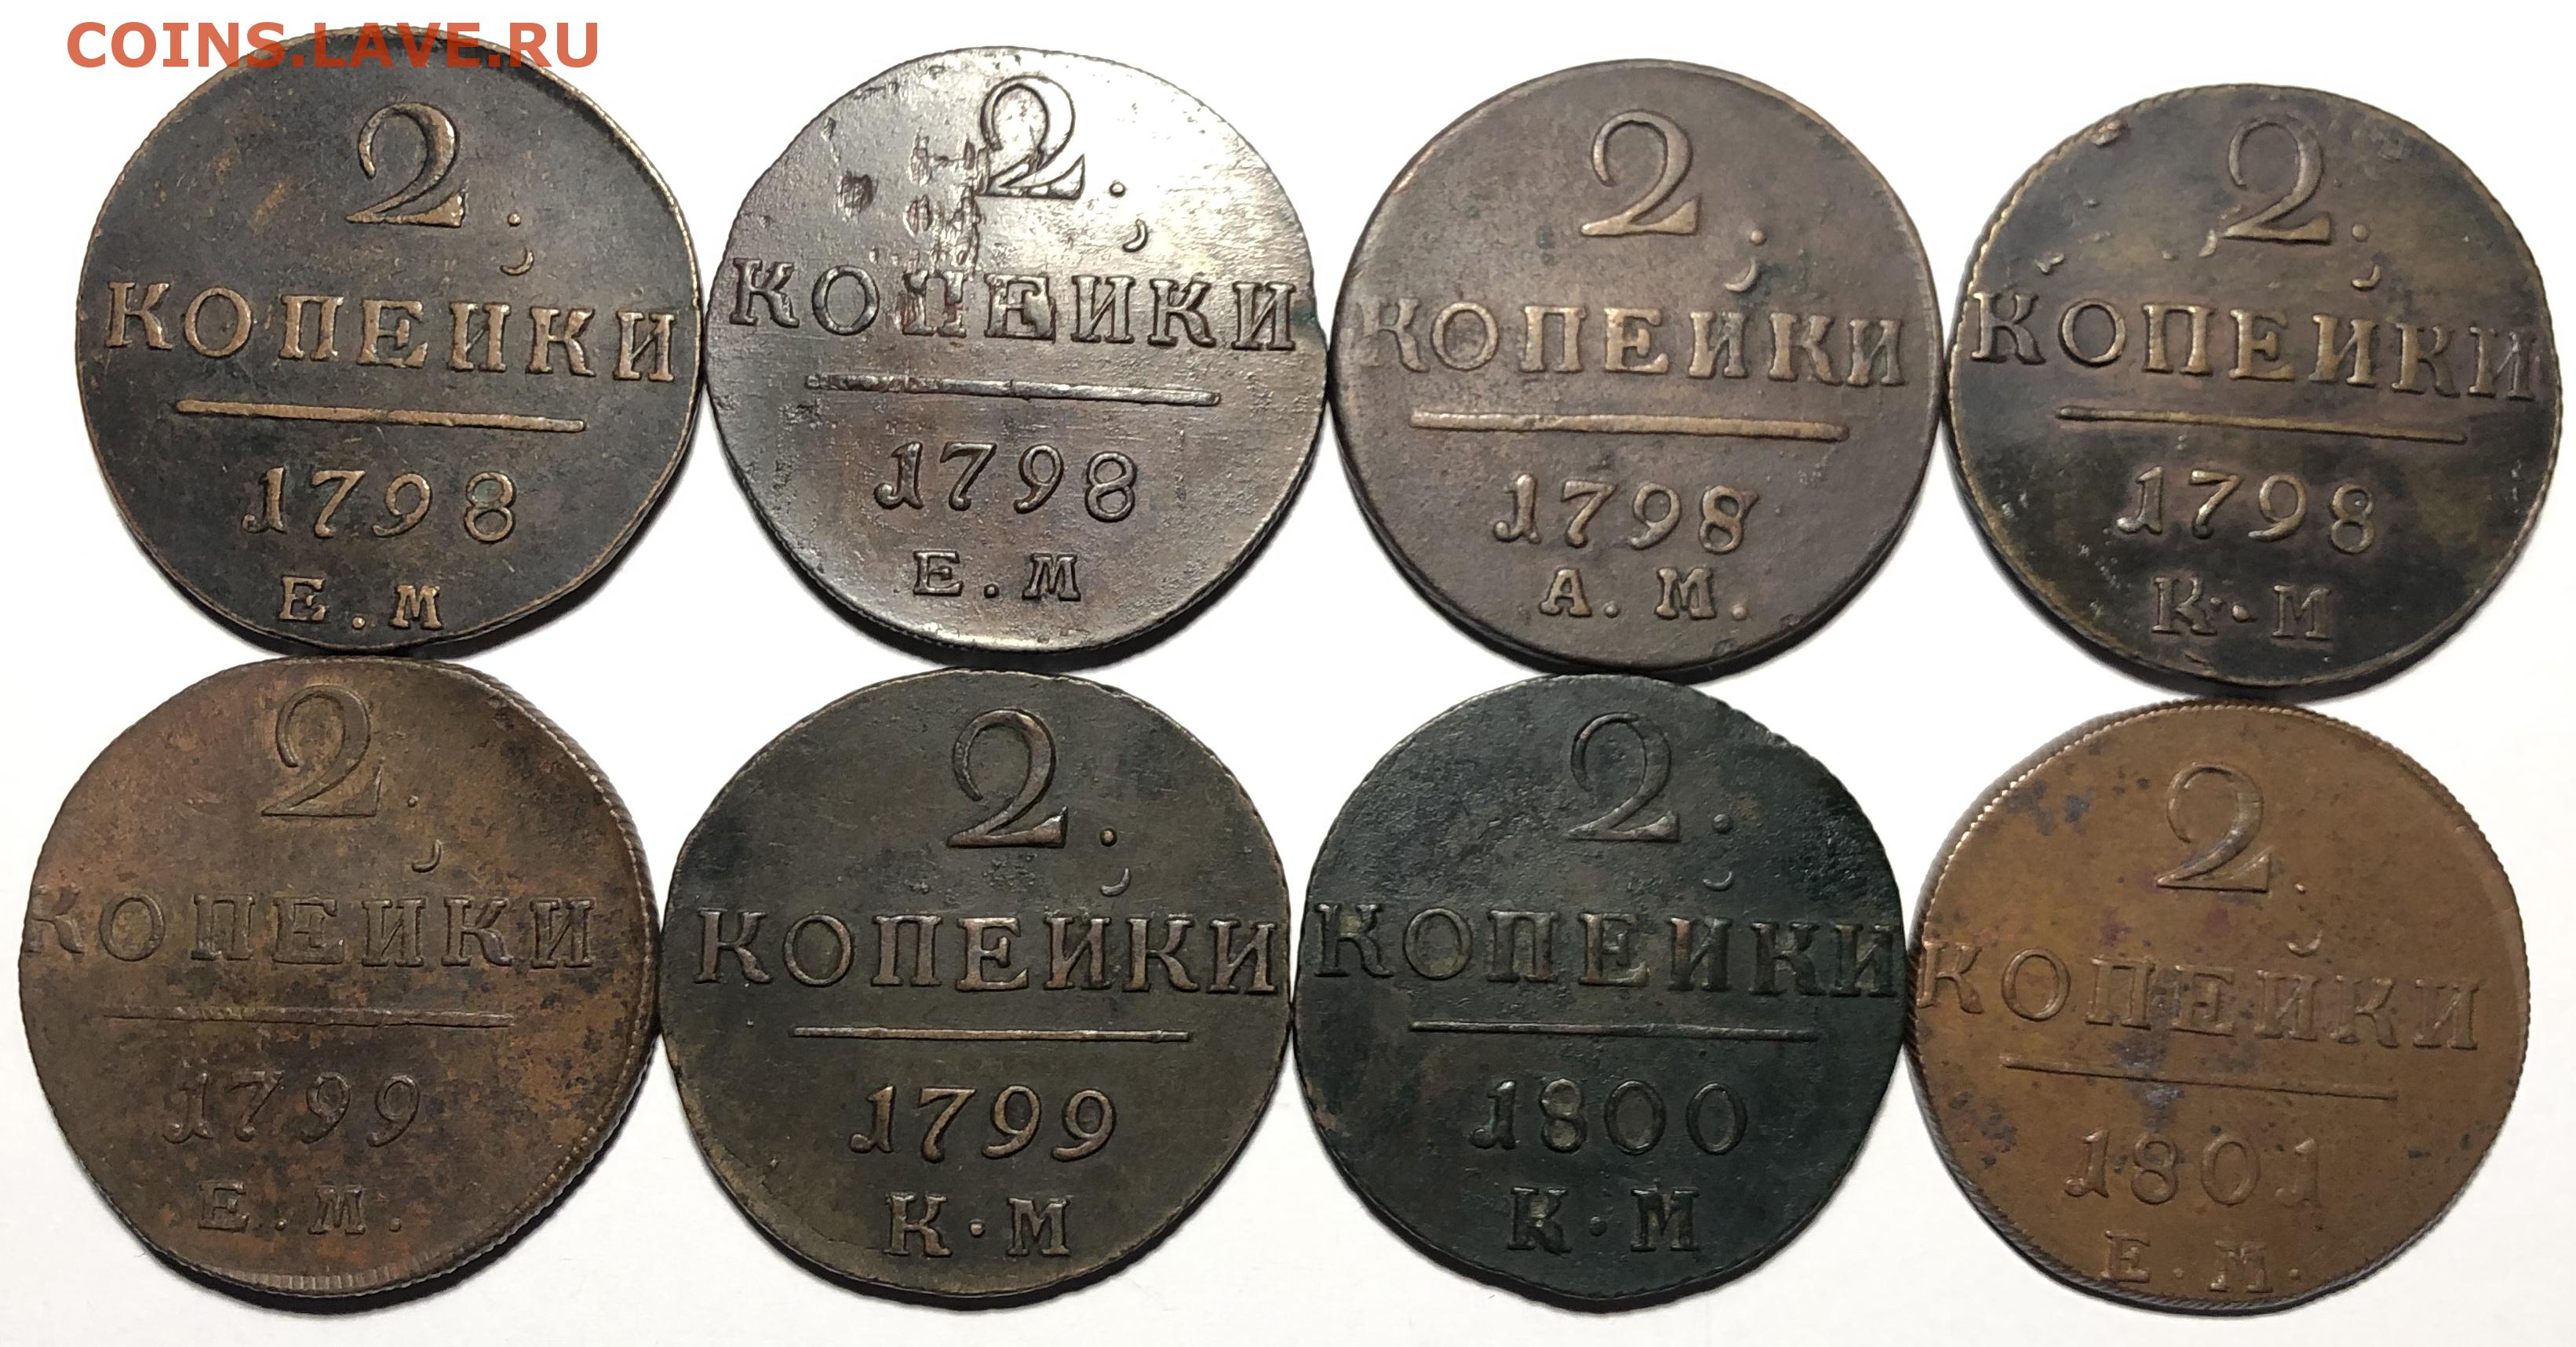 COINS.LAVE.RU
2.
КОПЕЙКИ
1798
Е.М
2.
КОПЕЙКИ
1798
Е.М
2.
КОПЕЙКИ
1798
А.М.
2.
КОПЕЙКИ
1798
К.М
2.
КОПЕЙКИ
1799
Е.М.
2.
КОПЕЙКИ
1799
К.М
2.
КОПЕЙКИ
1800
К.М
2.
КОПЕЙКИ
1801
Е.М.